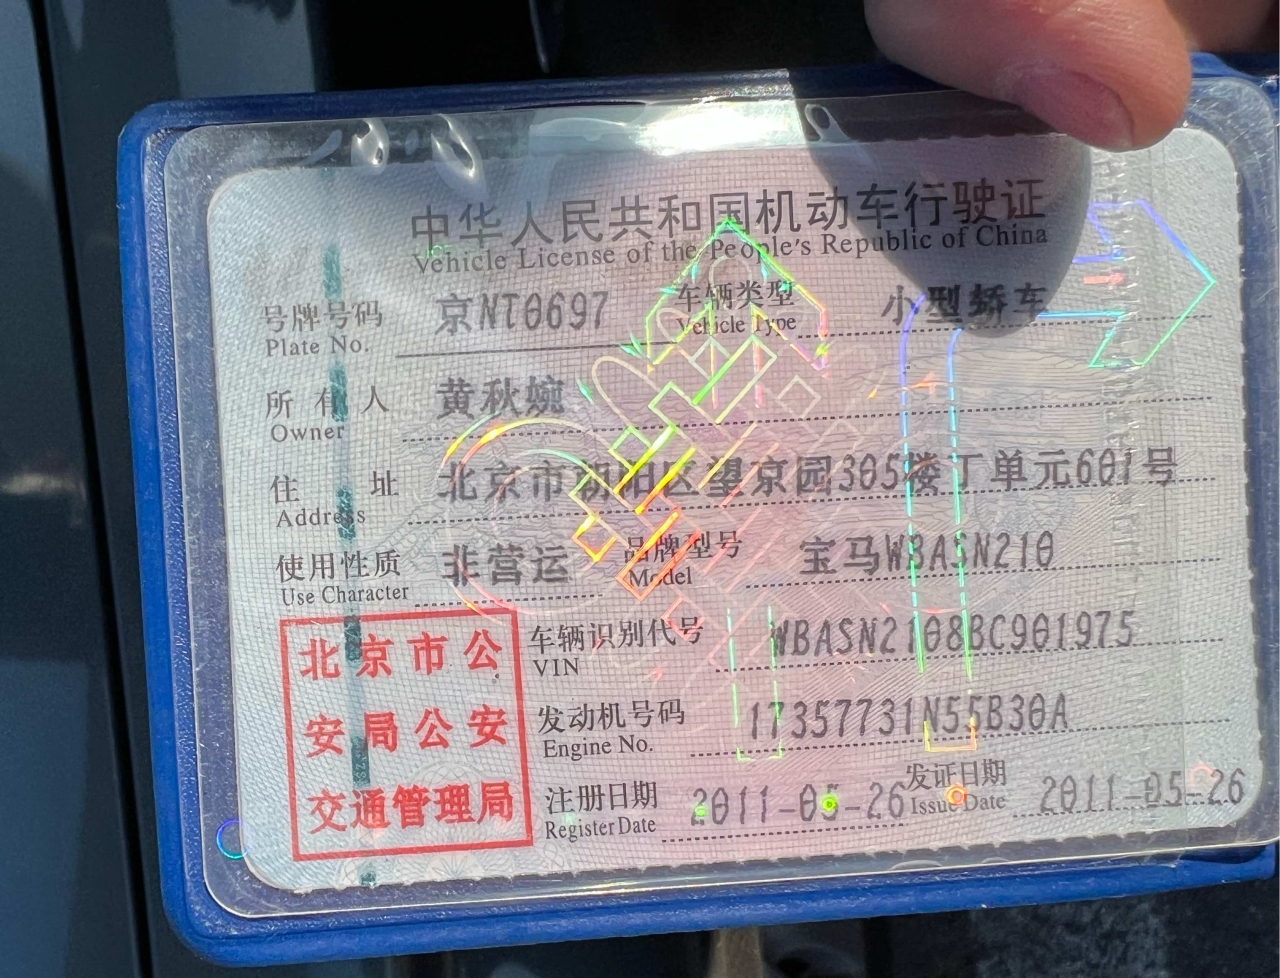 中华人民共和国机动车行驶证
Vehicle License of the People's Republic of China
号牌号码 京NT0697 车辆类型 小型轿车
Plate No. Vehicle Type
所有人 黄秋婉
Owner
住址 北京市朝阳区望京园305楼丁单元601号
Address
使用性质 非营运 品牌型号 宝马WBASN210
Use Character Model
车辆识别代号 WBASN2108BC901975
VIN
发动机号码 17357731N55B30A
Engine No.
注册日期 2011-05-26 发证日期 2011-05-26
Register Date Issue Date
北京市公
安局公安
交通管理局